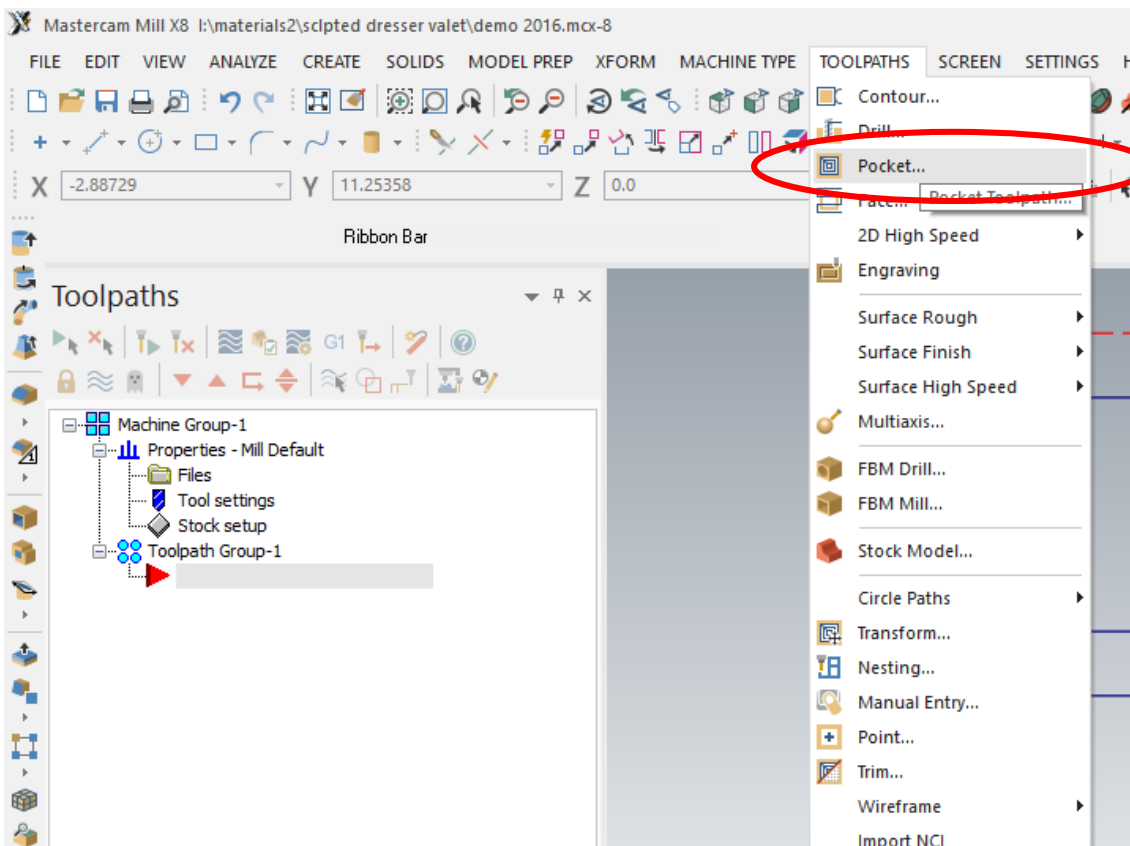 Mastercam Mill X8 I:\materials2\sclpted dresser valet\demo 2016.mcx-8
FILE EDIT VIEW ANALYZE CREATE SOLIDS MODEL PREP XFORM MACHINE TYPE TOOLPATHS SCREEN SETTINGS H
X -2.88729 Y 11.25358 Z 0.0
Ribbon Bar
Toolpaths
G1
Machine Group-1
Properties - Mill Default
Files
Tool settings
Stock setup
Toolpath Group-1
Contour...
Drill...
Pocket...
Face...
Pocket Toolpath...
2D High Speed
Engraving
Surface Rough
Surface Finish
Surface High Speed
Multiaxis...
FBM Drill...
FBM Mill...
Stock Model...
Circle Paths
Transform...
Nesting...
Manual Entry...
Point...
Trim...
Wireframe
Import NCI